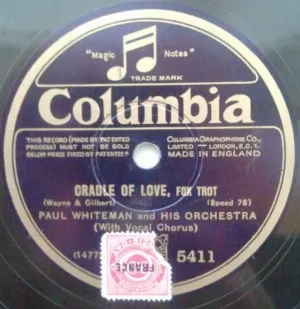 "Magic Notes"
TRADE MARK
Columbia
THIS RECORD (MADE BY PATENTED
PROCESS) MUST NOT BE SOLD
BELOW PRICE FIXED BY PATENTEES
COLUMBIA GRAPHOPHONE CO.,
LIMITED — LONDON, E.C.1.
MADE IN ENGLAND
CRADLE OF LOVE, FOX TROT
(Wayne & Gilbert) (Speed 78)
PAUL WHITEMAN and HIS ORCHESTRA
(With Vocal Chorus)
5411
FRANCE